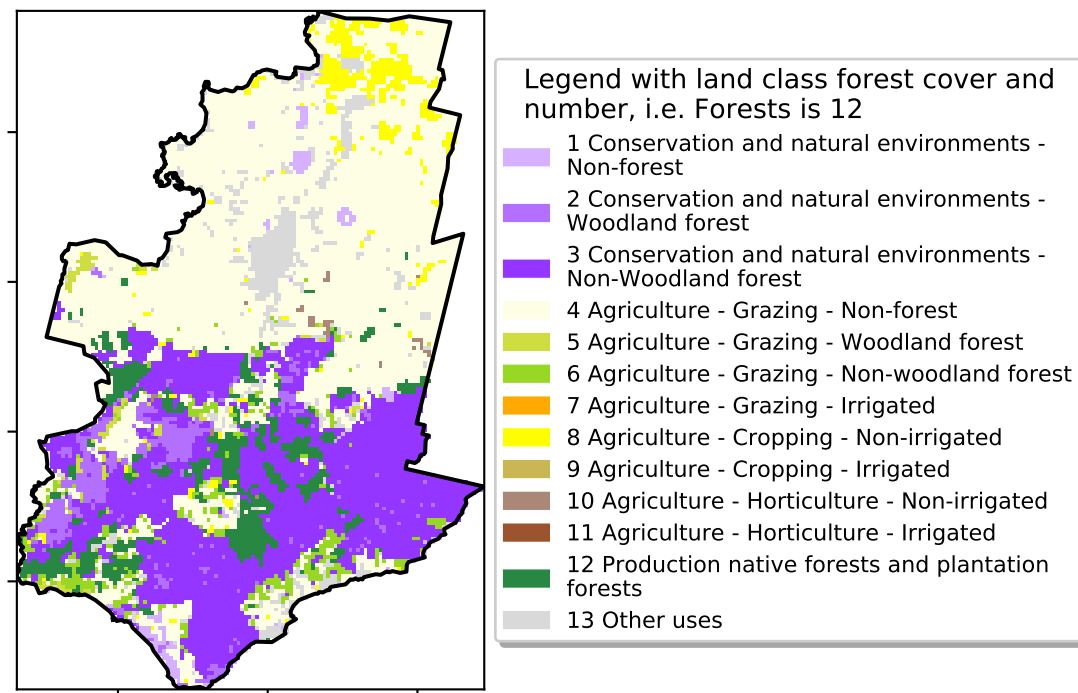 Legend with land class forest cover and
number, i.e. Forests is 12
1 Conservation and natural environments -
Non-forest
2 Conservation and natural environments -
Woodland forest
3 Conservation and natural environments -
Non-Woodland forest
4 Agriculture - Grazing - Non-forest
5 Agriculture - Grazing - Woodland forest
6 Agriculture - Grazing - Non-woodland forest
7 Agriculture - Grazing - Irrigated
8 Agriculture - Cropping - Non-irrigated
9 Agriculture - Cropping - Irrigated
10 Agriculture - Horticulture - Non-irrigated
11 Agriculture - Horticulture - Irrigated
12 Production native forests and plantation
forests
13 Other uses